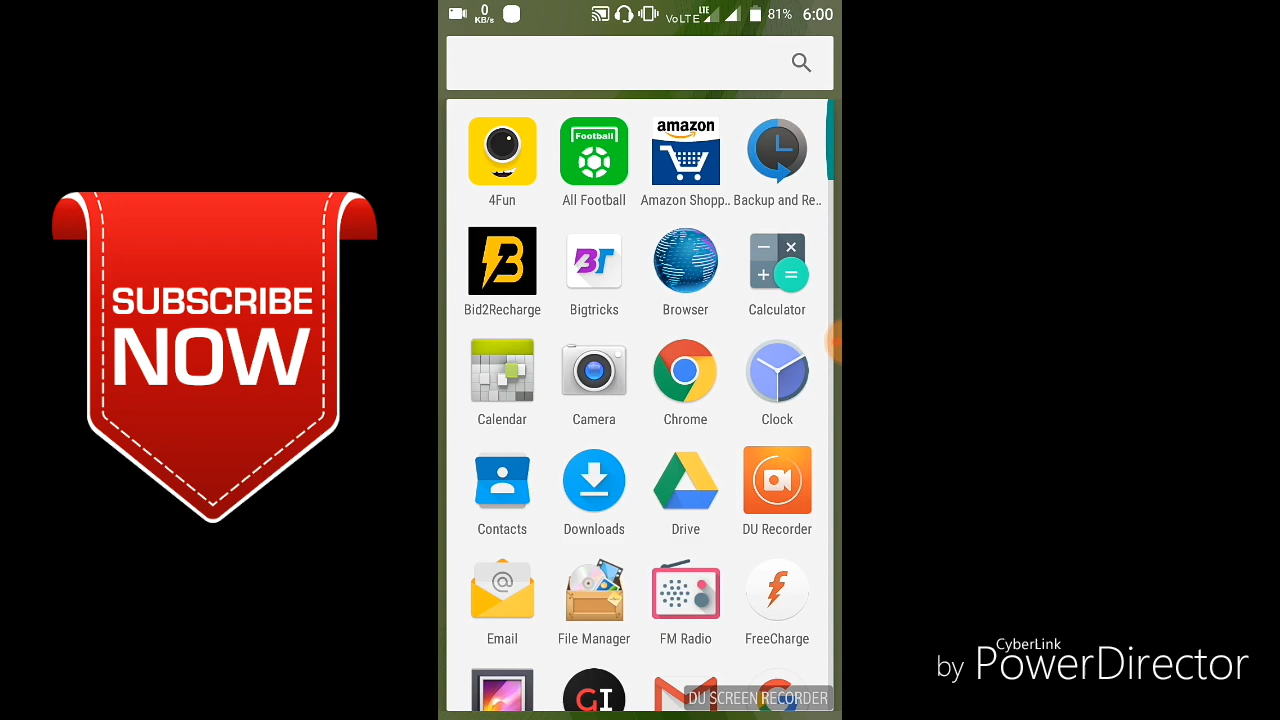 0
KB/s
VoLTE
LTE
81%
6:00
Football
amazon
4Fun
All Football
Amazon Shopp..
Backup and Re..
B
BT
Bid2Recharge
Bigtricks
Browser
Calculator
SUBSCRIBE
NOW
Calendar
Camera
Chrome
Clock
Contacts
Downloads
Drive
DU Recorder
@
Email
File Manager
FM Radio
FreeCharge
GI
DU SCREEN RECORDER
CyberLink
by PowerDirector